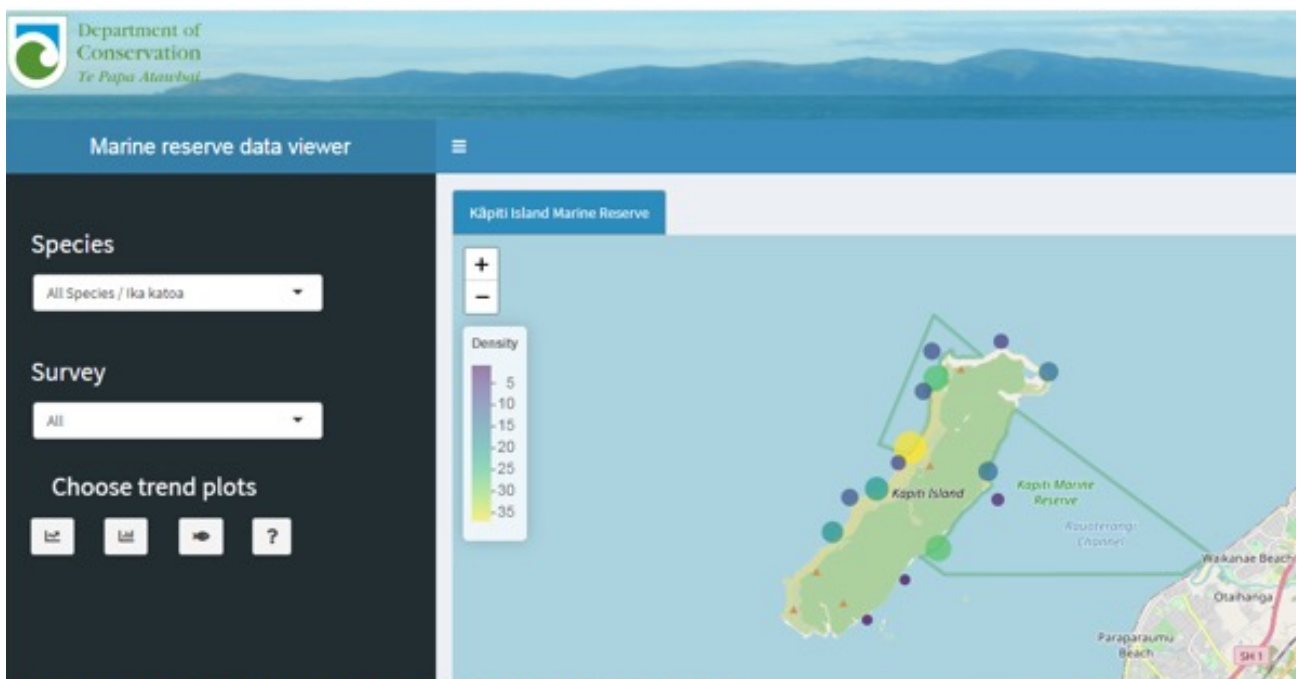 Department of
Conservation
Te Papa Atawhai
Marine reserve data viewer
Kāpiti Island Marine Reserve
Species
All Species / Ika katoa
Survey
All
Choose trend plots
?
+
−
Density
5
10
15
20
25
30
35
Kapiti Island
Kapiti Marine
Reserve
Rauoterangi
Channel
Waikanae Beach
Otaihanga
Paraparaumu
Beach
SH 1